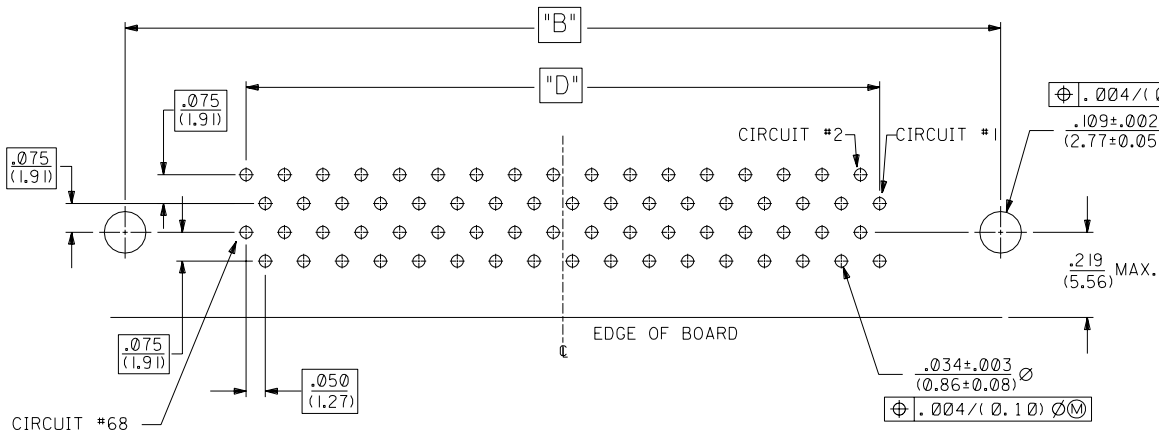 "B"
"D"
.075
(1.91)
⌖ .004/(0
.109±.002
(2.77±0.05
CIRCUIT #2
CIRCUIT #1
.075
(1.91)
.219
(5.56) MAX.
EDGE OF BOARD
.075
(1.91)
.050
(1.27)
.034±.003
(0.86±0.08) Ø
⌖ .004/(0.10) ØⓂ
CIRCUIT #68